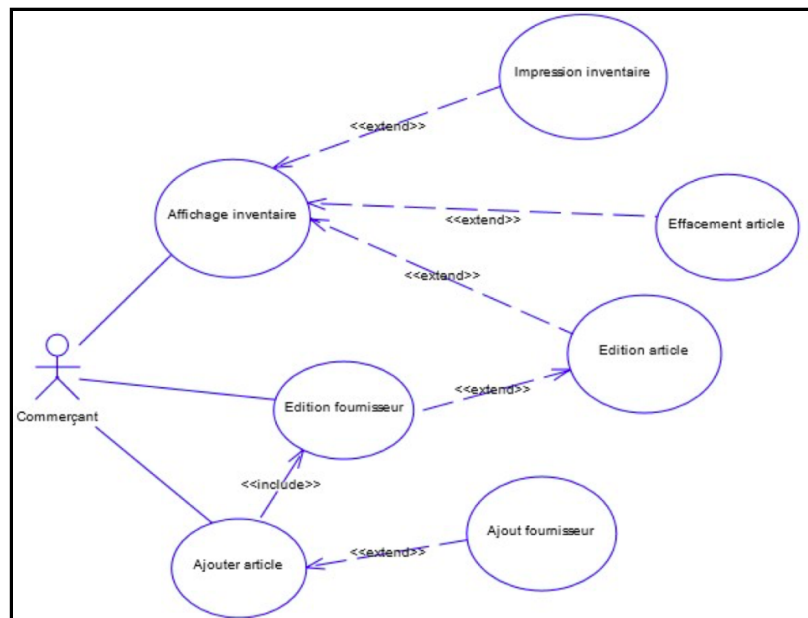 Impression inventaire
<<extend>>
Affichage inventaire
<<extend>>
Effacement article
<<extend>>
Edition article
<<extend>>
Edition fournisseur
Commerçant
<<include>>
Ajout fournisseur
<<extend>>
Ajouter article